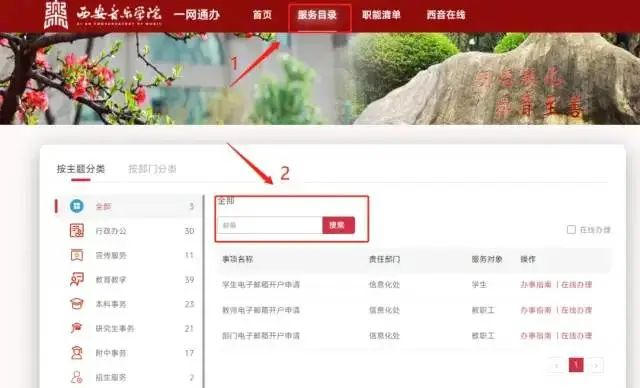 西安音乐学院 一网通办 首页 服务目录 职能清单 西音在线
XI'AN CONSERVATORY OF MUSIC
1
2
按主题分类 按部门分类
全部 3
行政办公 30
宣传服务 11
教育教学 39
本科事务 23
研究生事务 21
附中事务 17
招生服务 2
全部
邮箱 搜索
在线办理
事项名称 责任部门 服务对象 操作
学生电子邮箱开户申请 信息化处 学生 办事指南 | 在线办理
教师电子邮箱开户申请 信息化处 教职工 办事指南 | 在线办理
部门电子邮箱开户申请 信息化处 教职工 办事指南 | 在线办理
‹ 1 ›